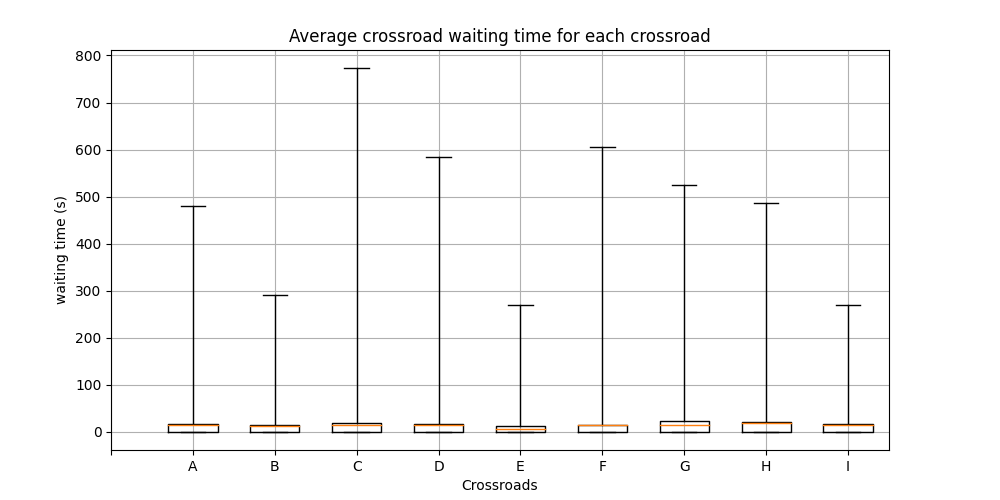 Average crossroad waiting time for each crossroad
800
700
600
500
400
300
200
100
0
waiting time (s)
A B C D E F G H I
Crossroads